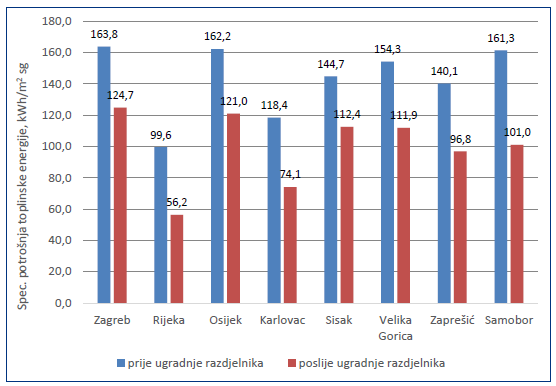 Spec. potrošnja toplinske energije, kWh/m² sg
180,0
160,0
140,0
120,0
100,0
80,0
60,0
40,0
20,0
0,0
163,8
124,7
99,6
56,2
162,2
121,0
118,4
74,1
144,7
112,4
154,3
111,9
140,1
96,8
161,3
101,0
Zagreb
Rijeka
Osijek
Karlovac
Sisak
Velika
Gorica
Zaprešić
Samobor
prije ugradnje razdjelnika
poslije ugradnje razdjelnika